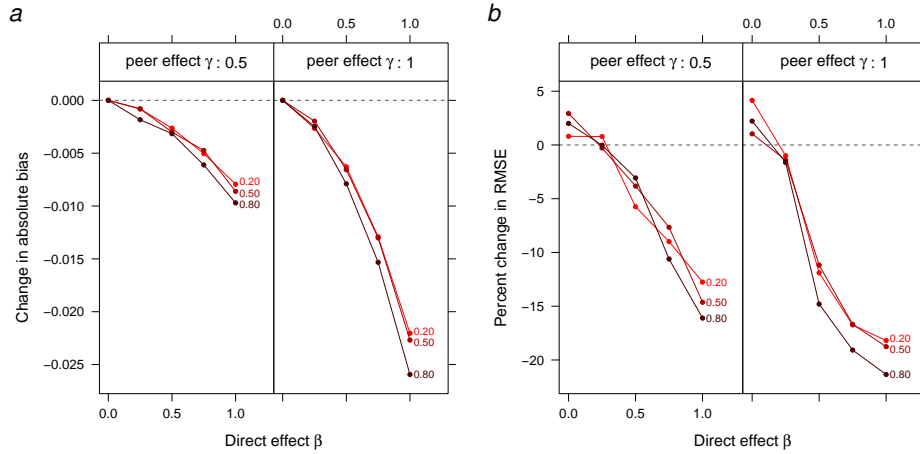 a
0.0 0.5 1.0
peer effect γ : 0.5
peer effect γ : 1
Change in absolute bias
0.000
−0.005
−0.010
−0.015
−0.020
−0.025
0.20
0.50
0.80
0.20
0.50
0.80
0.0 0.5 1.0
Direct effect β
b
0.0 0.5 1.0
peer effect γ : 0.5
peer effect γ : 1
Percent change in RMSE
5
0
−5
−10
−15
−20
0.20
0.50
0.80
0.20
0.50
0.80
0.0 0.5 1.0
Direct effect β